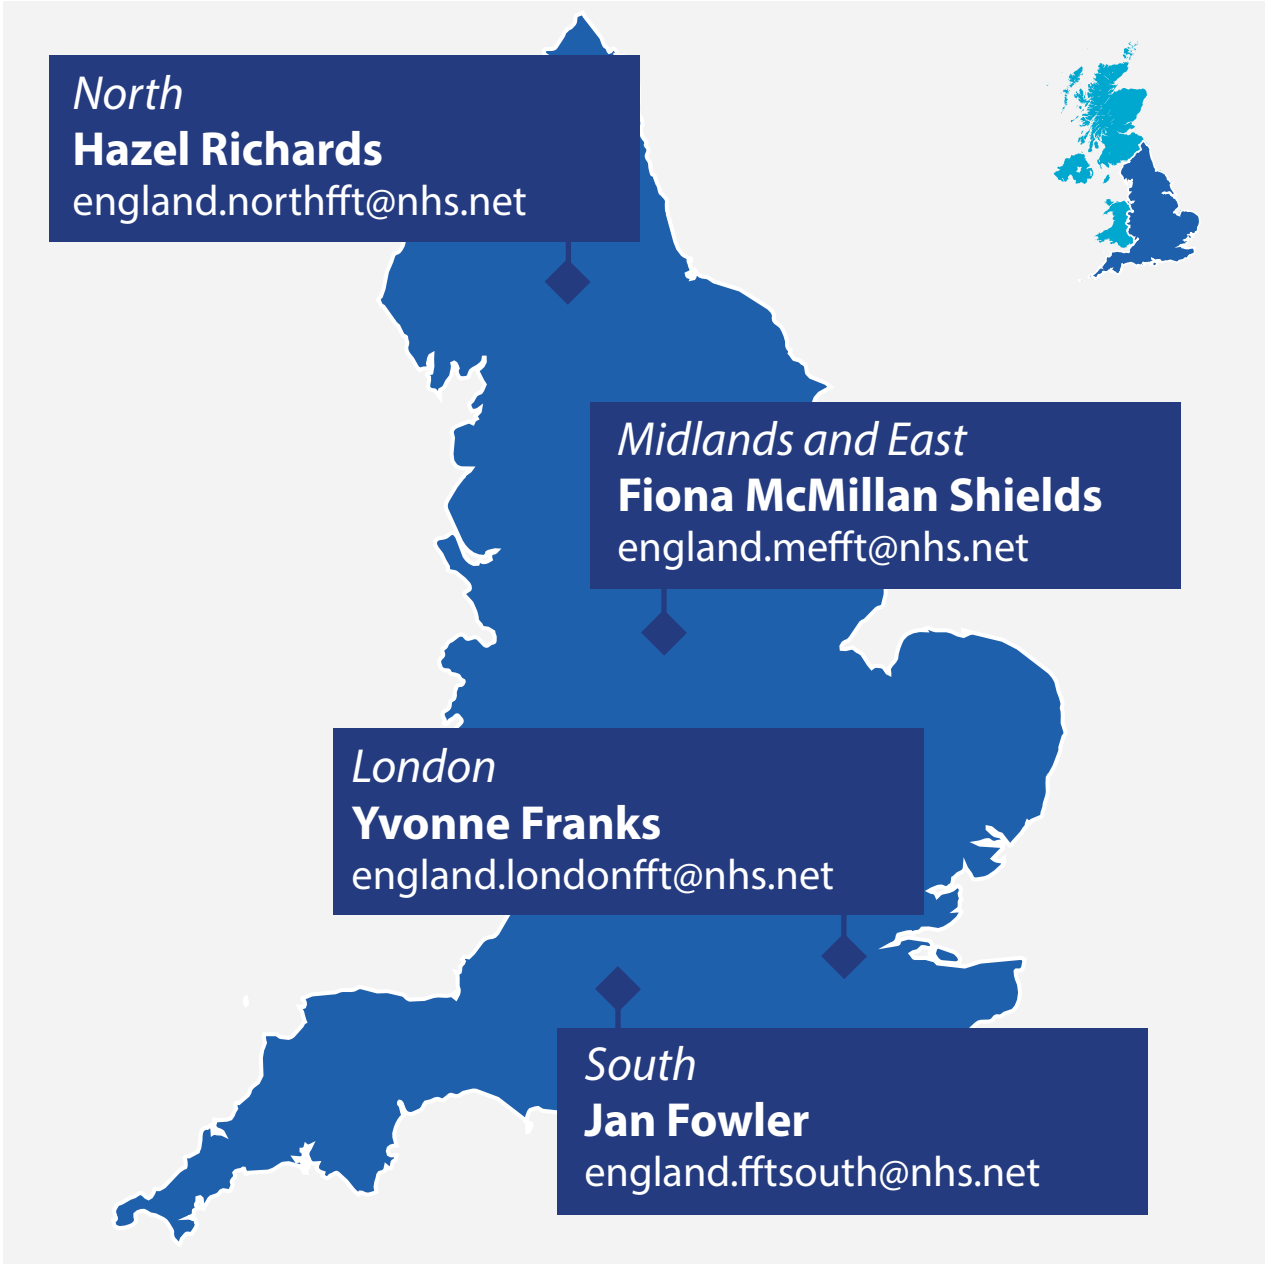 North
Hazel Richards
england.northfft@nhs.net
Midlands and East
Fiona McMillan Shields
england.mefft@nhs.net
London
Yvonne Franks
england.londonfft@nhs.net
South
Jan Fowler
england.fftsouth@nhs.net